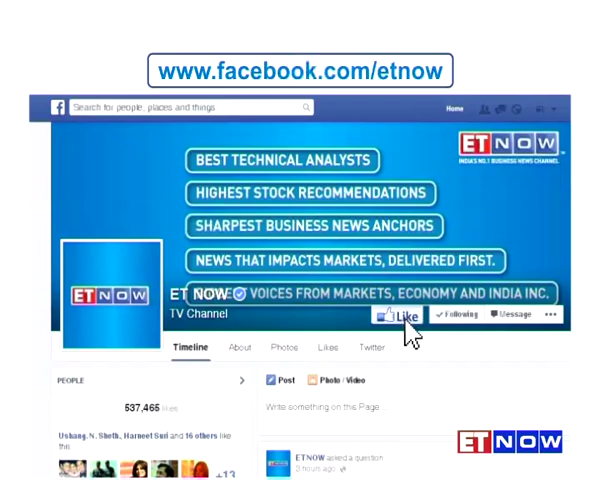 www.facebook.com/etnow
Search for people, places and things
Home
ET NOW
INDIA'S NO.1 BUSINESS NEWS CHANNEL
BEST TECHNICAL ANALYSTS
HIGHEST STOCK RECOMMENDATIONS
SHARPEST BUSINESS NEWS ANCHORS
NEWS THAT IMPACTS MARKETS, DELIVERED FIRST.
VOICES FROM MARKETS, ECONOMY AND INDIA INC.
ET NOW
ET NOW
TV Channel
Like
Following
Message
Timeline
About
Photos
Likes
Twitter
PEOPLE
537,465 likes
Ushang. N. Sheth, Harneet Suri and 16 others like
this
+13
Post
Photo / Video
Write something on this Page
ETNOW asked a question
2 hours ago
ET NOW